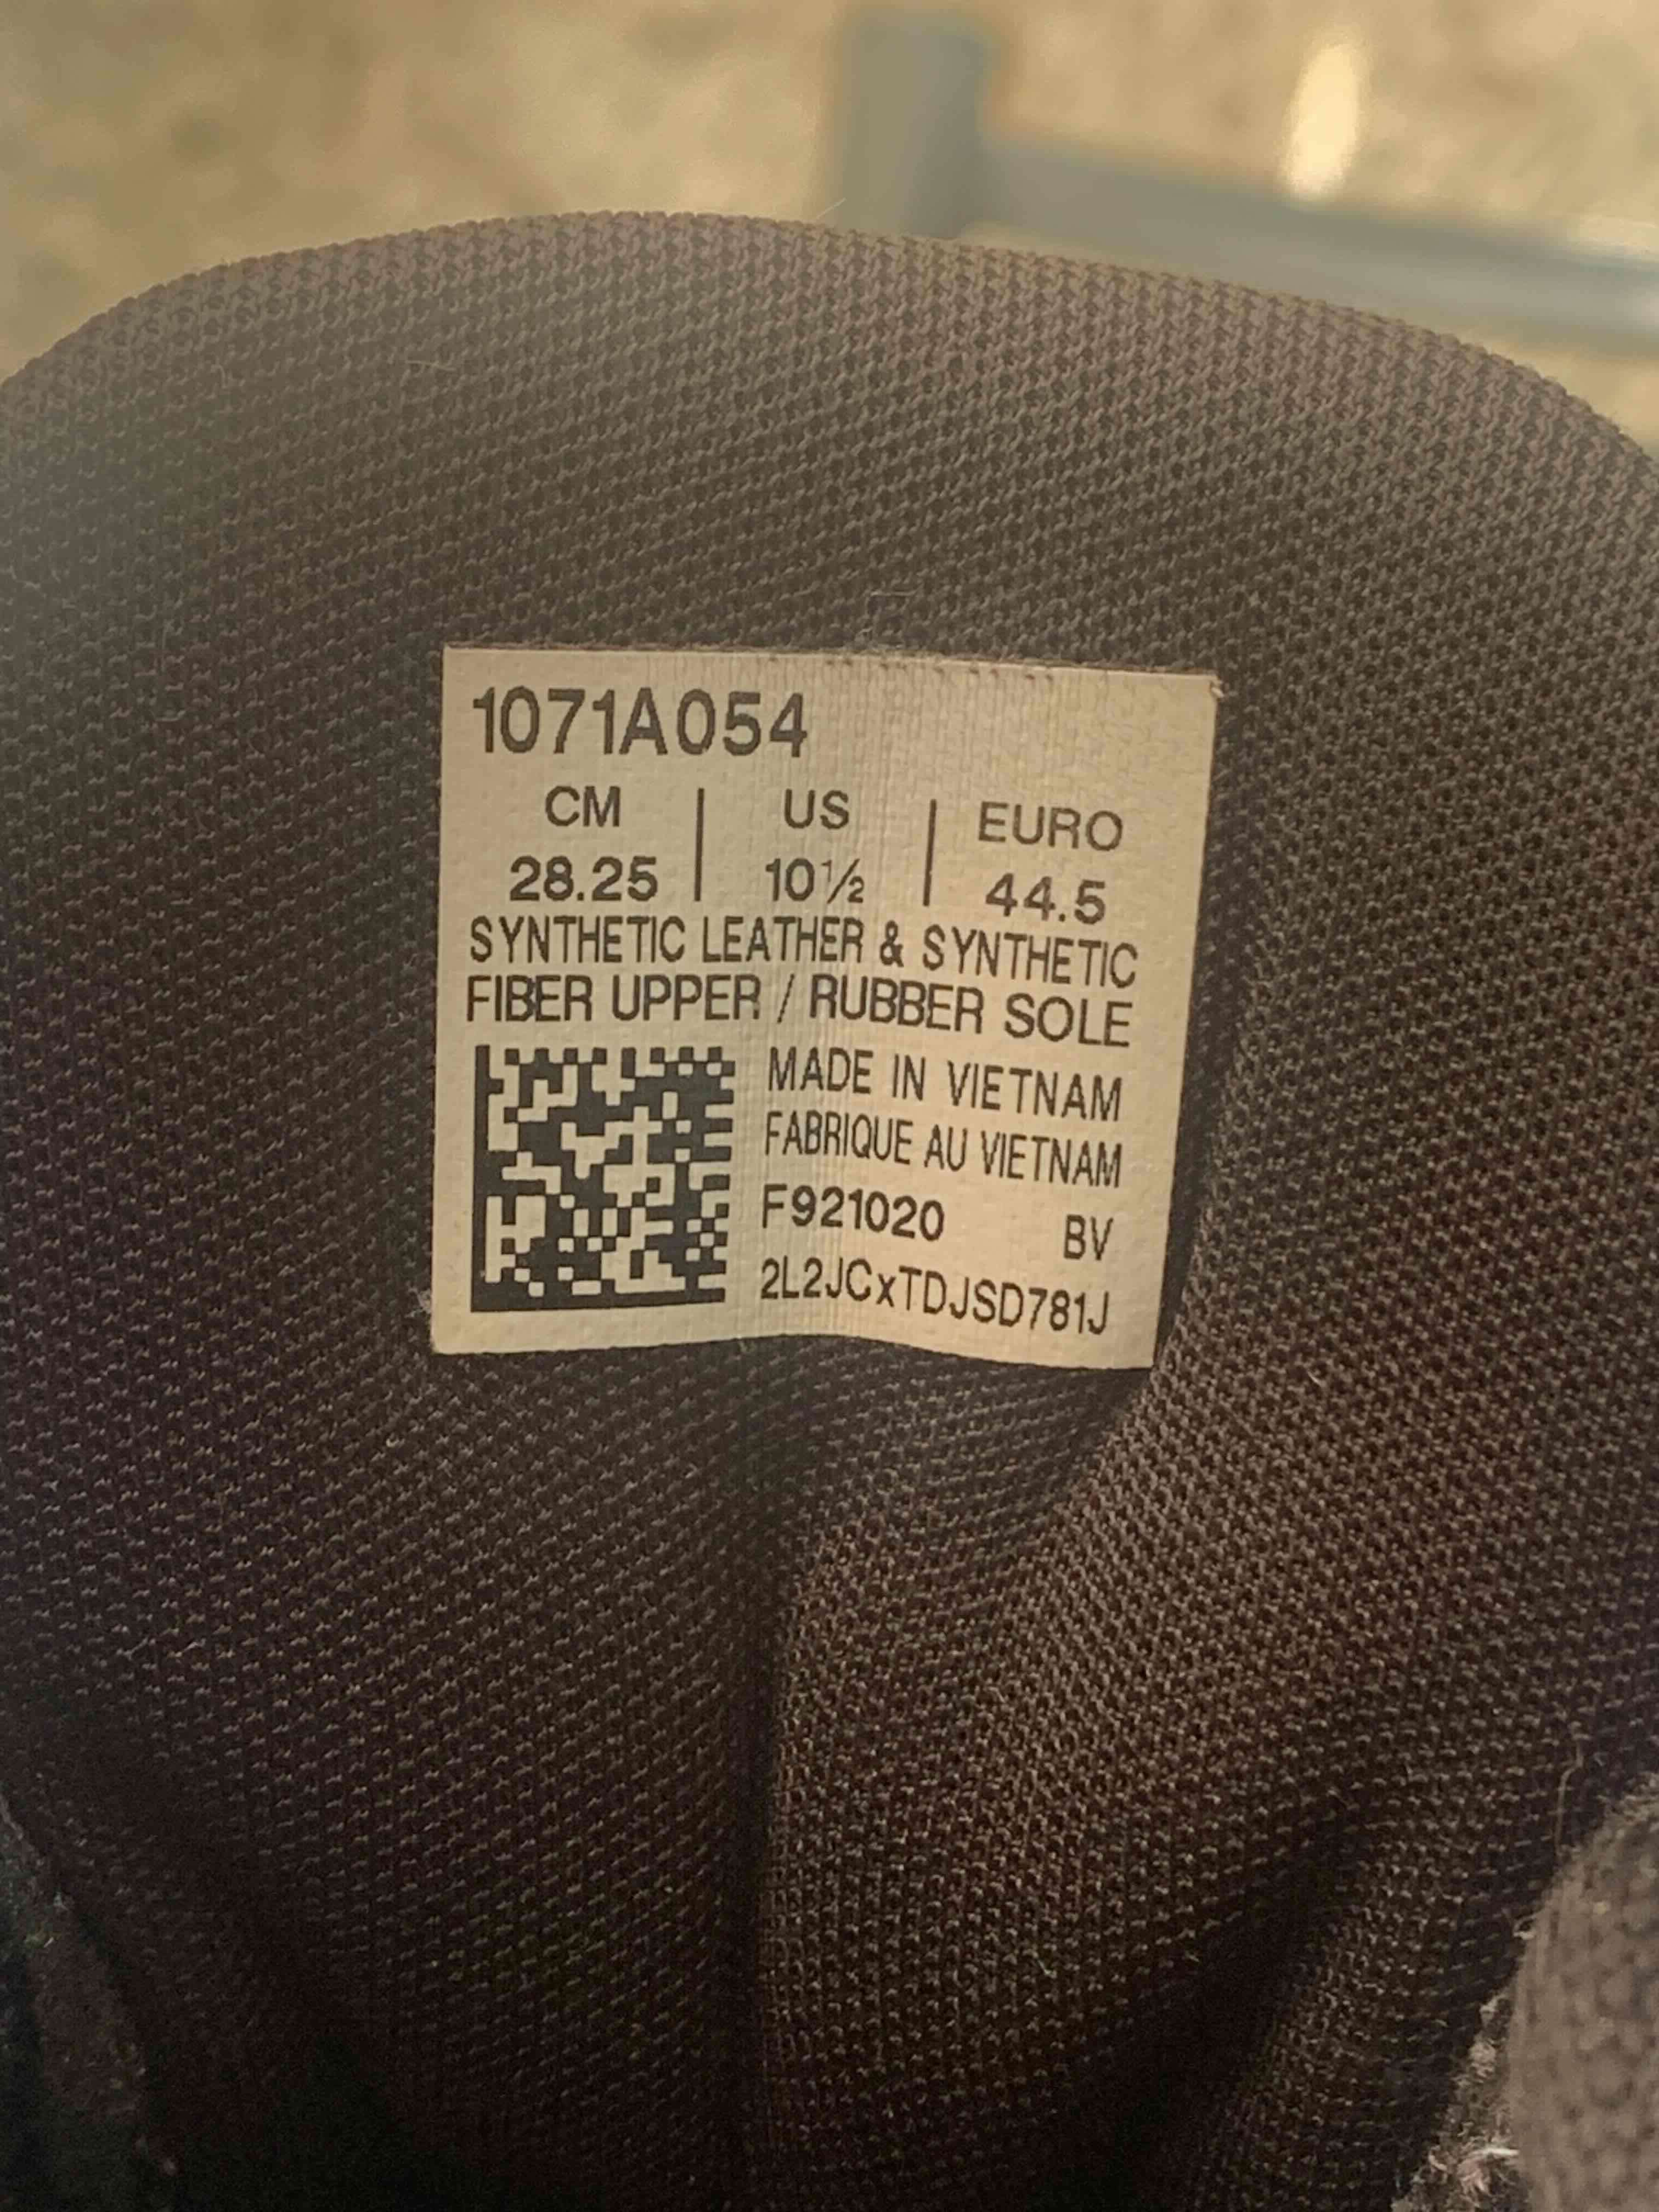 1071A054
CM | US | EURO
28.25 | 10½ | 44.5
SYNTHETIC LEATHER & SYNTHETIC
FIBER UPPER / RUBBER SOLE
MADE IN VIETNAM
FABRIQUE AU VIETNAM
F921020 BV
2L2JCxTDJSD781J